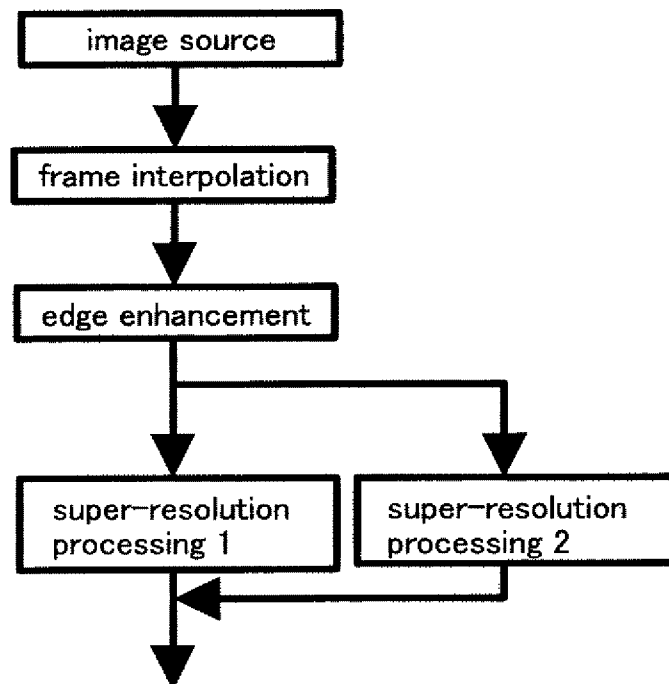 image source
frame interpolation
edge enhancement
super-resolution
processing 1
super-resolution
processing 2